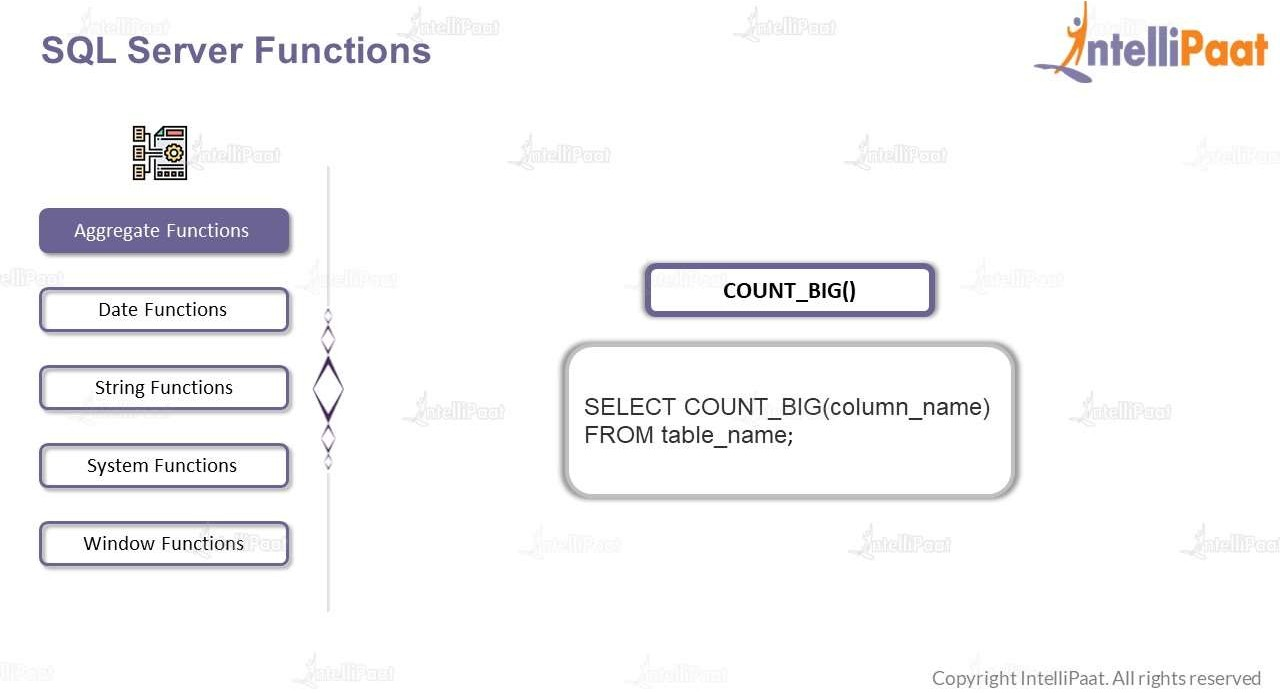 SQL Server Functions
IntelliPaat
Aggregate Functions
Date Functions
String Functions
System Functions
Window Functions
COUNT_BIG()
SELECT COUNT_BIG(column_name)
FROM table_name;
Copyright IntelliPaat. All rights reserved